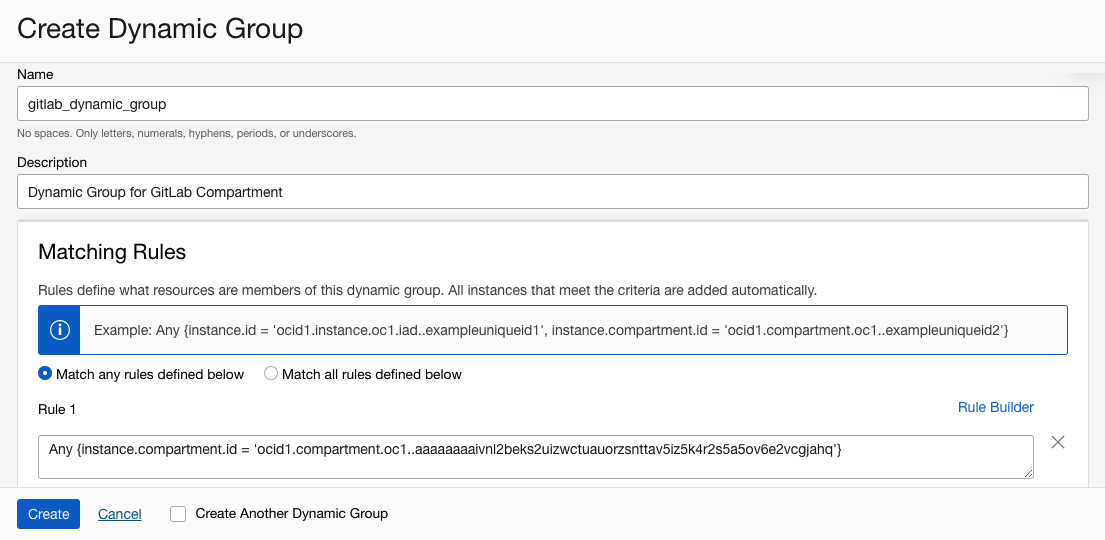 Create Dynamic Group
Name
gitlab_dynamic_group
No spaces. Only letters, numerals, hyphens, periods, or underscores.
Description
Dynamic Group for GitLab Compartment
Matching Rules
Rules define what resources are members of this dynamic group. All instances that meet the criteria are added automatically.
Example: Any {instance.id = 'ocid1.instance.oc1.iad..exampleuniqueid1', instance.compartment.id = 'ocid1.compartment.oc1..exampleuniqueid2'}
Match any rules defined below Match all rules defined below
Rule 1 Rule Builder
Any {instance.compartment.id = 'ocid1.compartment.oc1..aaaaaaaaivnl2beks2uizwctuauorzsnttav5iz5k4r2s5a5ov6e2vcgjahq'}
Create Cancel Create Another Dynamic Group